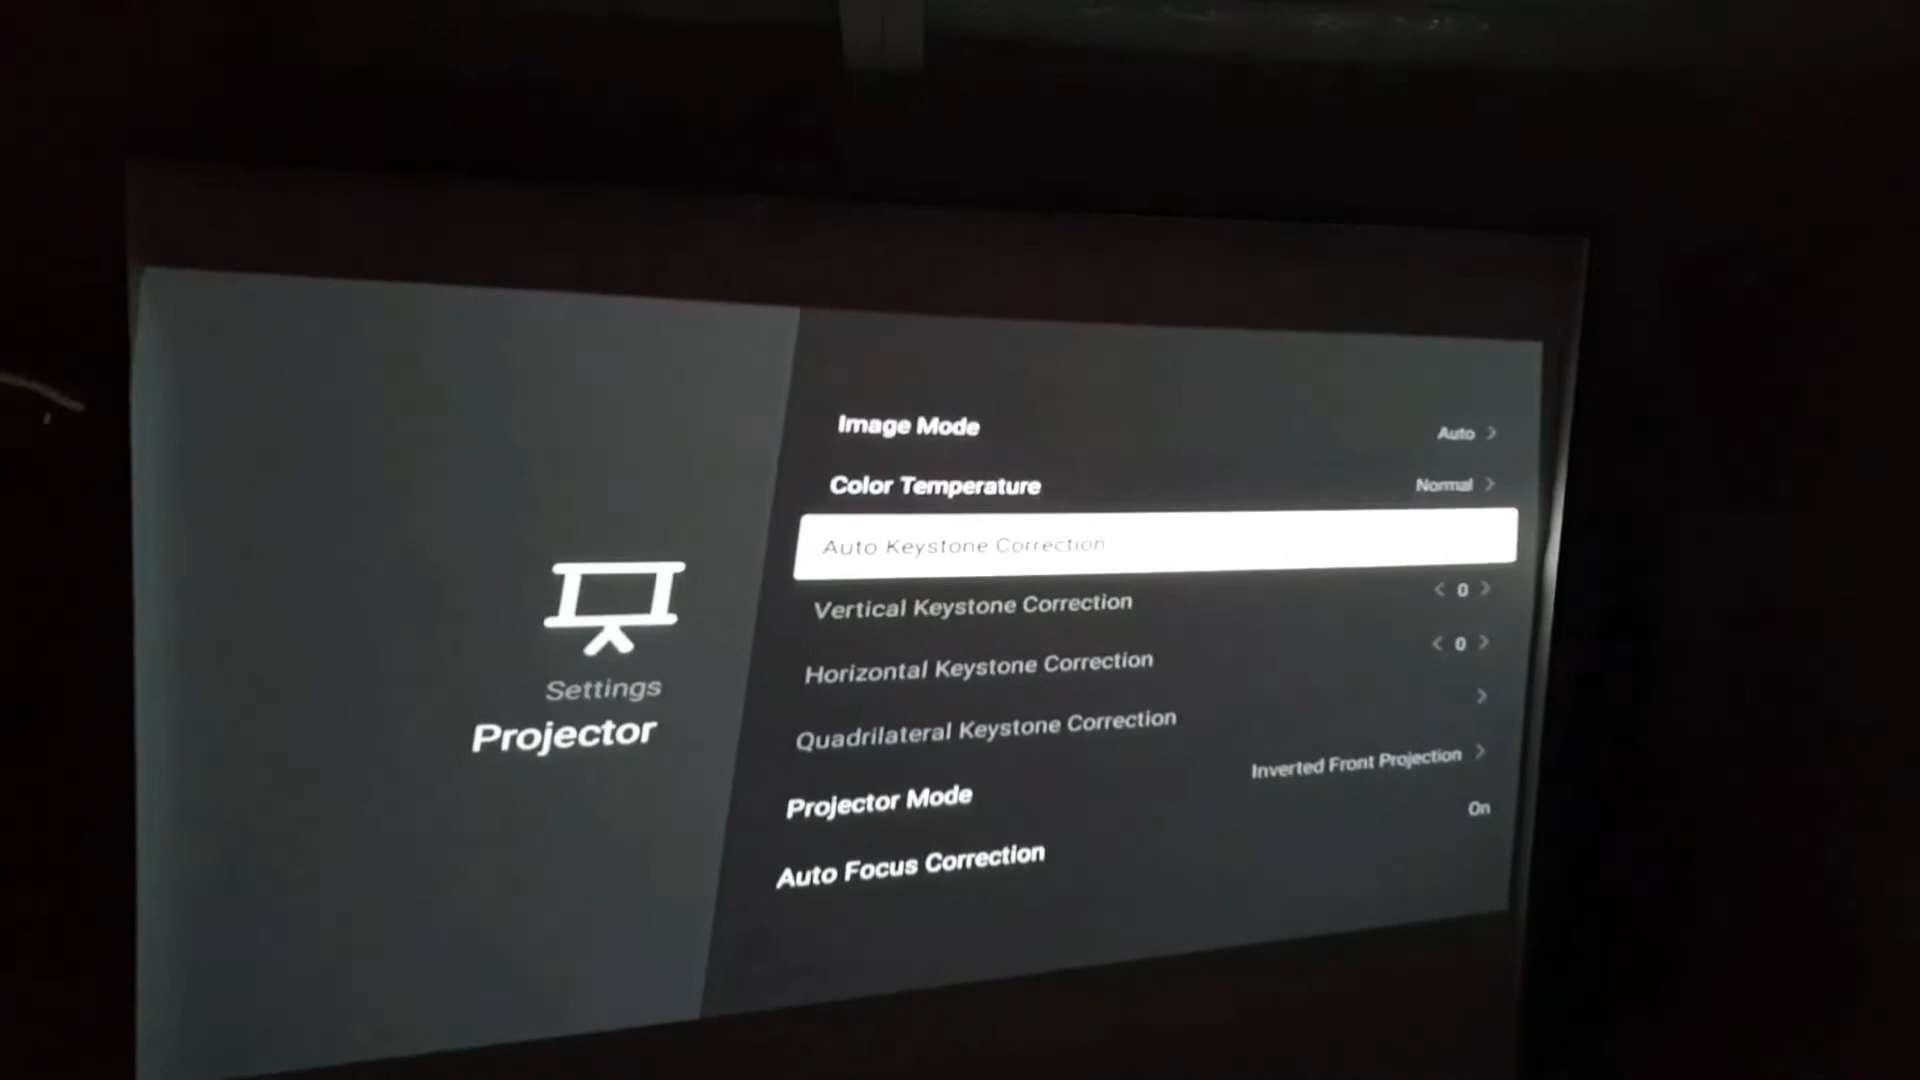 Image Mode
Auto
Color Temperature
Normal
Auto Keystone Correction
Vertical Keystone Correction
0
Horizontal Keystone Correction
0
Quadrilateral Keystone Correction
Projector Mode
Inverted Front Projection
Auto Focus Correction
On
Settings
Projector